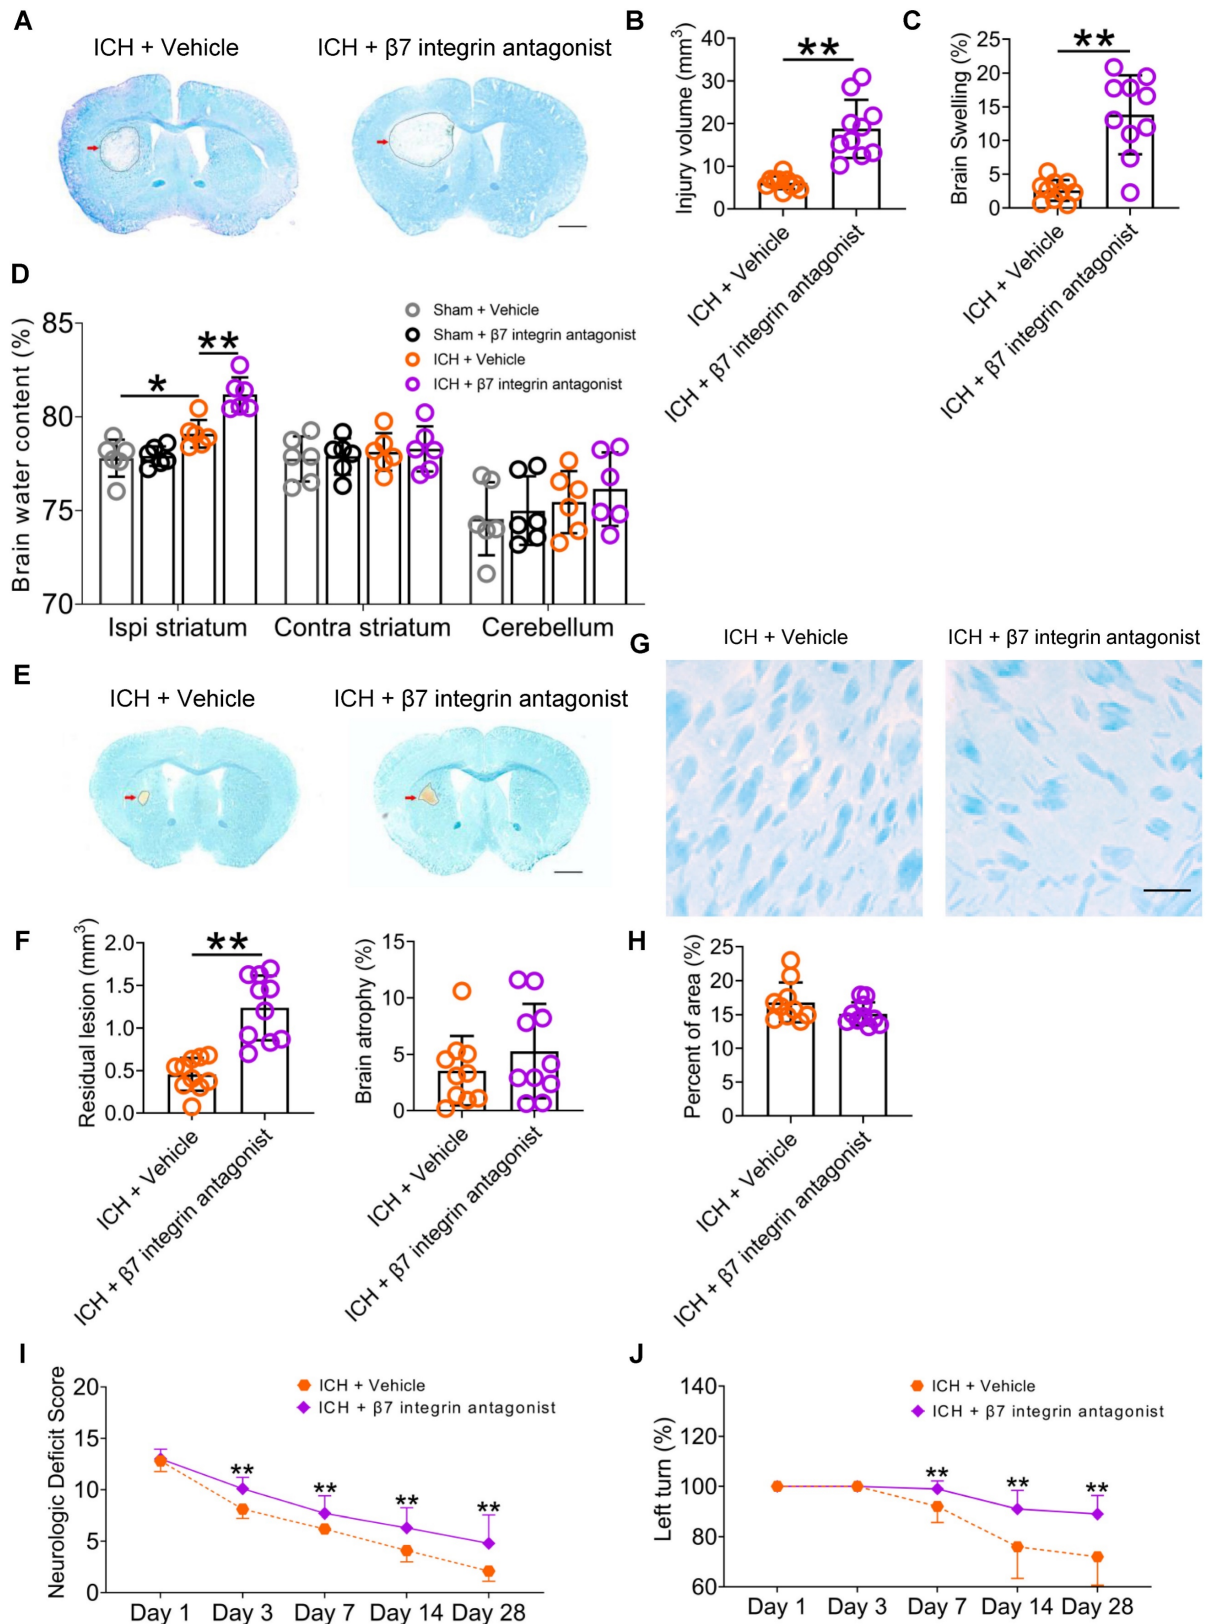 A
ICH + Vehicle
ICH + β7 integrin antagonist
B
Injury volume (mm3)
40
30
20
10
0
**
ICH + Vehicle
ICH + β7 integrin antagonist
C
Brain Swelling (%)
25
20
15
10
5
0
**
ICH + Vehicle
ICH + β7 integrin antagonist
D
Brain water content (%)
85
80
75
70
*
**
Sham + Vehicle
Sham + β7 integrin antagonist
ICH + Vehicle
ICH + β7 integrin antagonist
Ispi striatum
Contra striatum
Cerebellum
E
ICH + Vehicle
ICH + β7 integrin antagonist
G
ICH + Vehicle
ICH + β7 integrin antagonist
F
Residual lesion (mm3)
2.0
1.5
1.0
0.5
0.0
**
ICH + Vehicle
ICH + β7 integrin antagonist
Brain atrophy (%)
15
10
5
0
ICH + Vehicle
ICH + β7 integrin antagonist
H
Percent of area (%)
25
20
15
10
5
0
ICH + Vehicle
ICH + β7 integrin antagonist
I
Neurologic Deficit Score
20
15
10
5
0
ICH + Vehicle
ICH + β7 integrin antagonist
**
**
**
**
Day 1
Day 3
Day 7
Day 14
Day 28
J
Left turn (%)
140
120
100
80
60
ICH + Vehicle
ICH + β7 integrin antagonist
**
**
**
Day 1
Day 3
Day 7
Day 14
Day 28